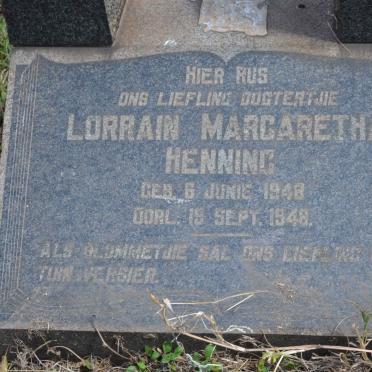 HIER RUS
ONS LIEFLING DOGTERTJIE
LORRAIN MARGARETHA
HENNING
GEB. 6 JUNIE 1948
OORL. 19 SEPT. 1948.
ALS BLOMMETJIE SAL ONS LIEFLING
TUIN VERSIER.